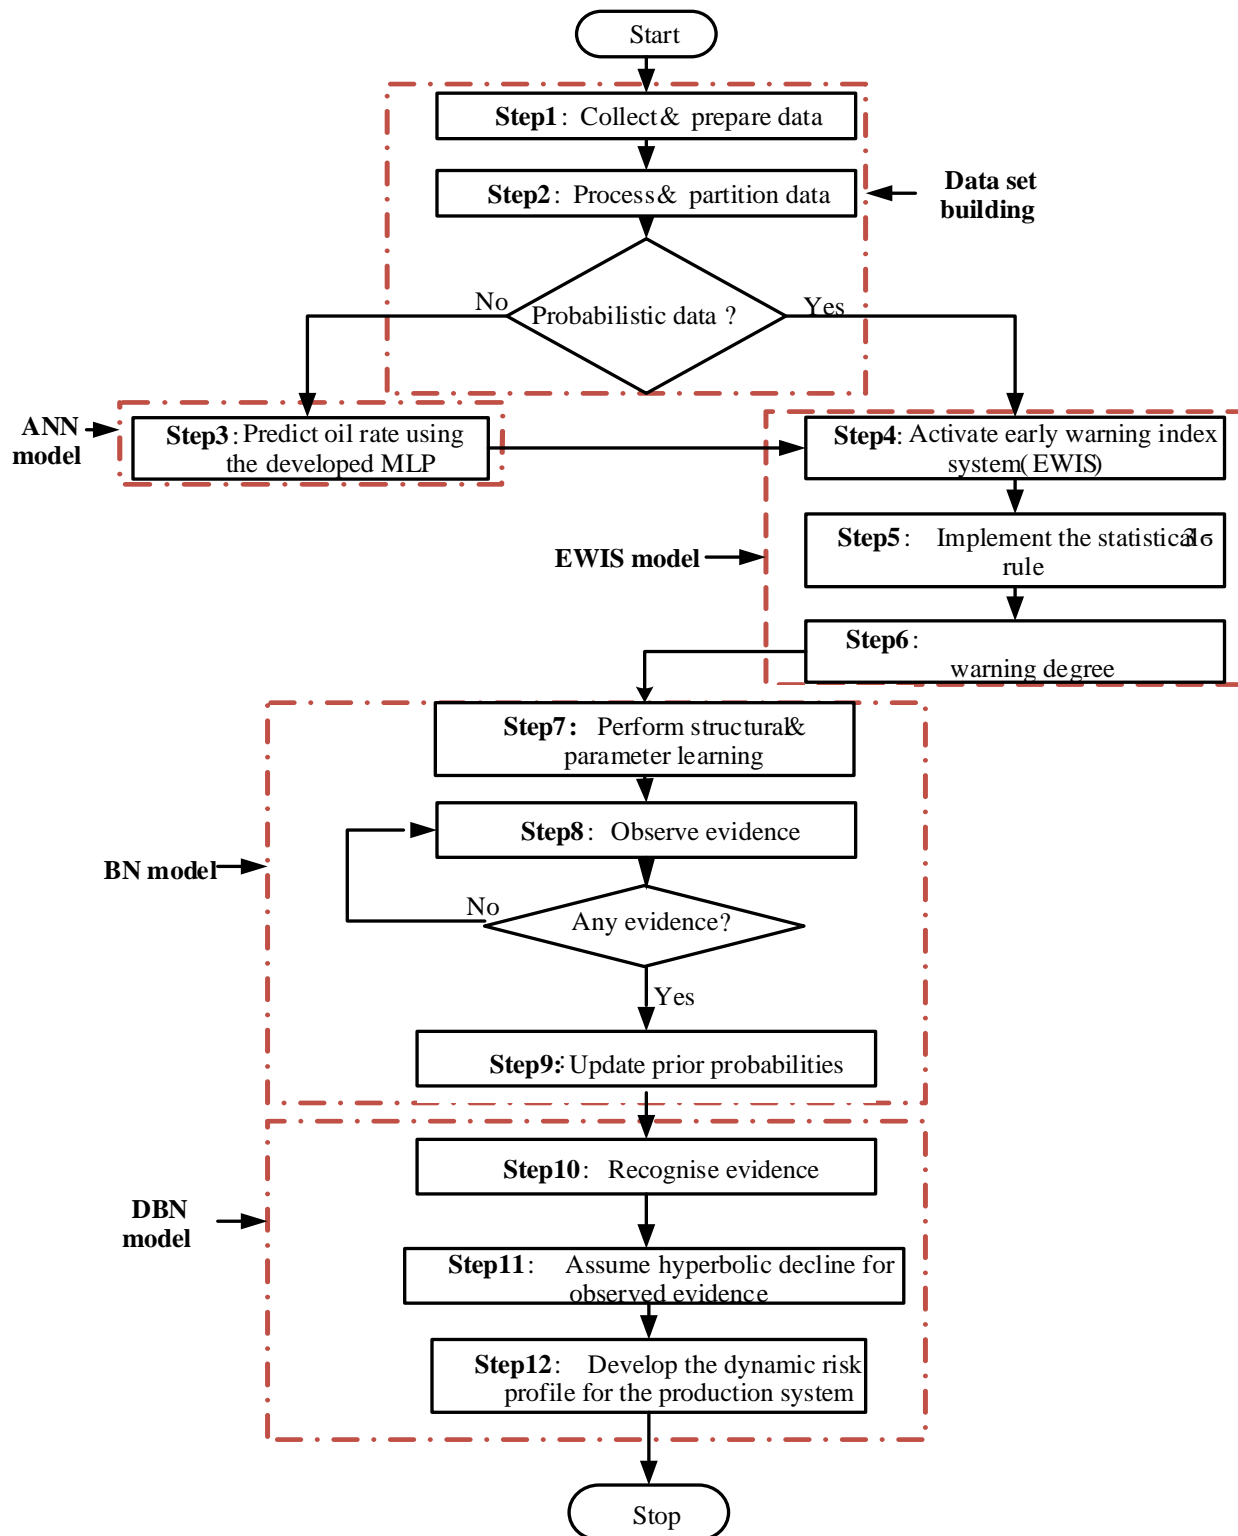 Start
Step1: Collect& prepare data
Step2: Process& partition data
Data set
building
No
Probabilistic data ?
Yes
ANN
model
Step3: Predict oil rate using
the developed MLP
Step4: Activate early warning index
system(EWIS)
EWIS model
Step5: Implement the statistical 3σ
rule
Step6:
warning degree
Step7: Perform structural&
parameter learning
Step8: Observe evidence
BN model
No
Any evidence?
Yes
Step9: Update prior probabilities
Step10: Recognise evidence
DBN
model
Step11: Assume hyperbolic decline for
observed evidence
Step12: Develop the dynamic risk
profile for the production system
Stop